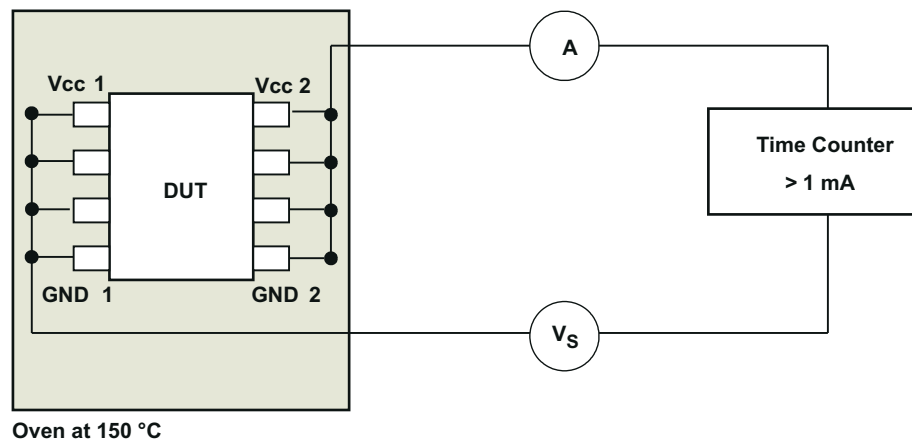 A
Vcc 1
Vcc 2
Time Counter
> 1 mA
DUT
GND 1
GND 2
VS
Oven at 150 °C